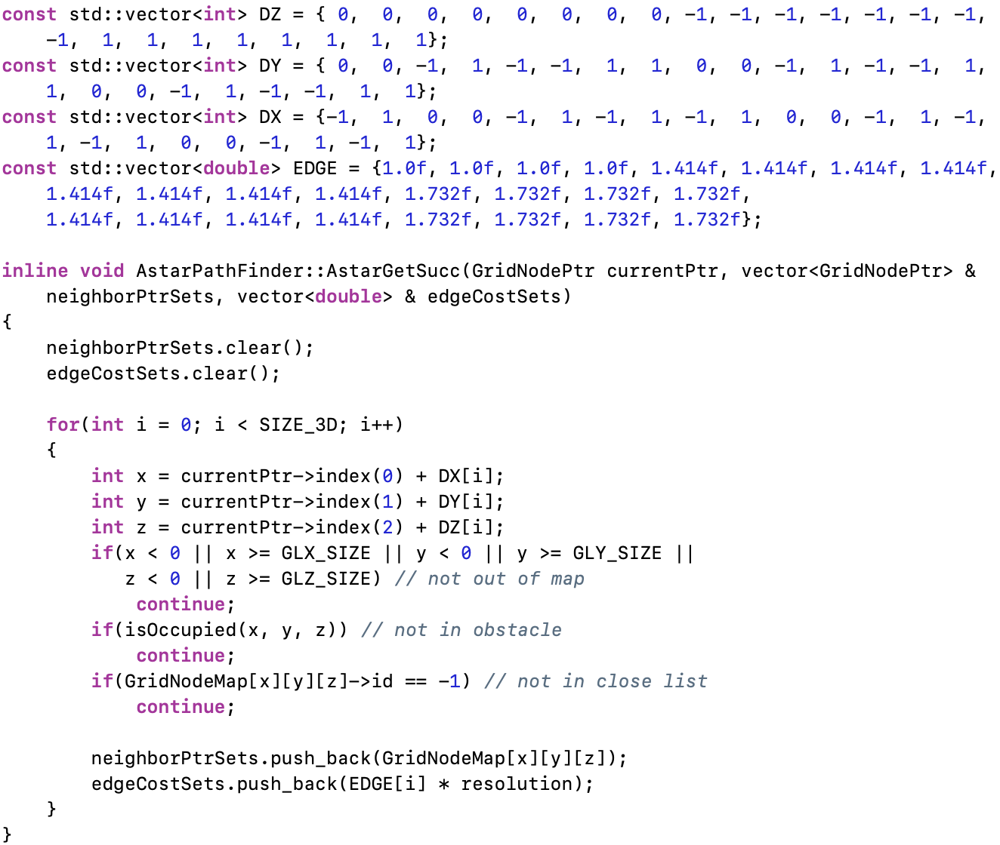 const std::vector<int> DZ = { 0,  0,  0,  0,  0,  0,  0,  0, -1, -1, -1, -1, -1, -1, -1,
    -1,  1,  1,  1,  1,  1,  1,  1,  1};
const std::vector<int> DY = { 0,  0, -1,  1, -1, -1,  1,  1,  0,  0, -1,  1, -1, -1,  1,
    1,  0,  0, -1,  1, -1, -1,  1,  1};
const std::vector<int> DX = {-1,  1,  0,  0, -1,  1, -1,  1, -1,  1,  0,  0, -1,  1, -1,
    1, -1,  1,  0,  0, -1,  1, -1,  1};
const std::vector<double> EDGE = {1.0f, 1.0f, 1.0f, 1.0f, 1.414f, 1.414f, 1.414f, 1.414f,
    1.414f, 1.414f, 1.414f, 1.414f, 1.732f, 1.732f, 1.732f, 1.732f,
    1.414f, 1.414f, 1.414f, 1.414f, 1.732f, 1.732f, 1.732f, 1.732f};
inline void AstarPathFinder::AstarGetSucc(GridNodePtr currentPtr, vector<GridNodePtr> &
    neighborPtrSets, vector<double> & edgeCostSets)
{
    neighborPtrSets.clear();
    edgeCostSets.clear();
    for(int i = 0; i < SIZE_3D; i++)
    {
        int x = currentPtr->index(0) + DX[i];
        int y = currentPtr->index(1) + DY[i];
        int z = currentPtr->index(2) + DZ[i];
        if(x < 0 || x >= GLX_SIZE || y < 0 || y >= GLY_SIZE ||
           z < 0 || z >= GLZ_SIZE) // not out of map
            continue;
        if(isOccupied(x, y, z)) // not in obstacle
            continue;
        if(GridNodeMap[x][y][z]->id == -1) // not in close list
            continue;
        neighborPtrSets.push_back(GridNodeMap[x][y][z]);
        edgeCostSets.push_back(EDGE[i] * resolution);
    }
}